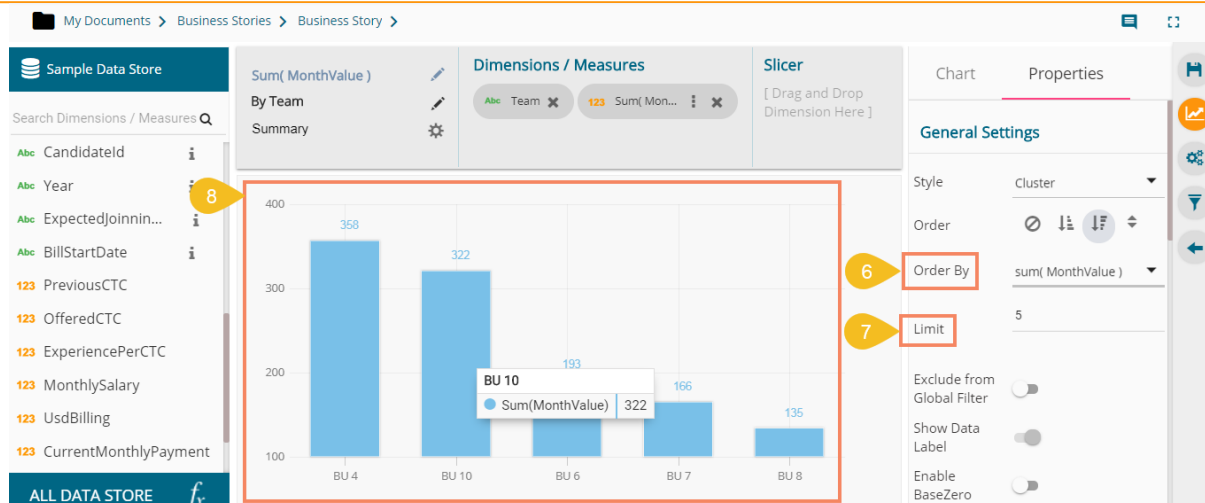 My Documents > Business Stories > Business Story >
Sample Data Store
Search Dimensions / Measures
Abc CandidateId i
Abc Year i
Abc ExpectedJoinnin... i
Abc BillStartDate i
123 PreviousCTC
123 OfferedCTC
123 ExperiencePerCTC
123 MonthlySalary
123 UsdBilling
123 CurrentMonthlyPayment
ALL DATA STORE fx
Sum( MonthValue )
By Team
Summary
Dimensions / Measures
Abc Team
123 Sum( Mon...
Slicer
[ Drag and Drop
Dimension Here ]
8
400
300
200
100
358
322
193
166
135
BU 10
Sum(MonthValue) 322
BU 4
BU 10
BU 6
BU 7
BU 8
Chart Properties
General Settings
Style Cluster
Order
6 Order By sum( MonthValue )
7 Limit 5
Exclude from
Global Filter
Show Data
Label
Enable
BaseZero